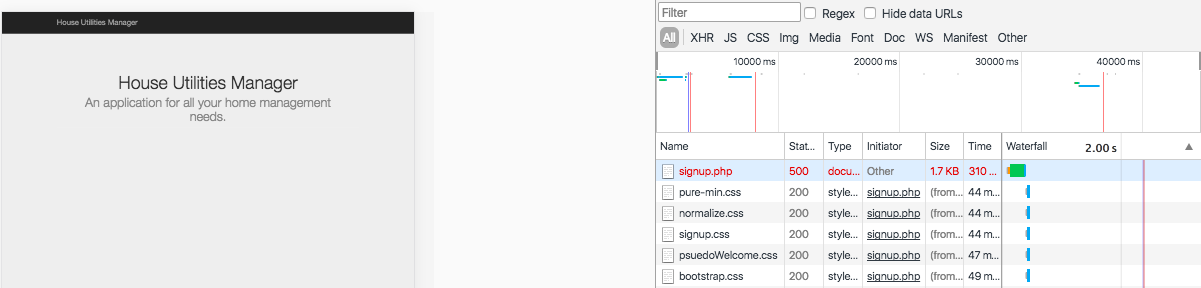 House Utilities Manager
House Utilities Manager
An application for all your home management
needs.
Filter Regex Hide data URLs
All XHR JS CSS Img Media Font Doc WS Manifest Other
10000 ms 20000 ms 30000 ms 40000 ms
Name Stat... Type Initiator Size Time Waterfall 2.00 s
signup.php 500 docu... Other 1.7 KB 310 ...
pure-min.css 200 style... signup.php (from... 44 m...
normalize.css 200 style... signup.php (from... 44 m...
signup.css 200 style... signup.php (from... 44 m...
psuedoWelcome.css 200 style... signup.php (from... 47 m...
bootstrap.css 200 style... signup.php (from... 49 m...